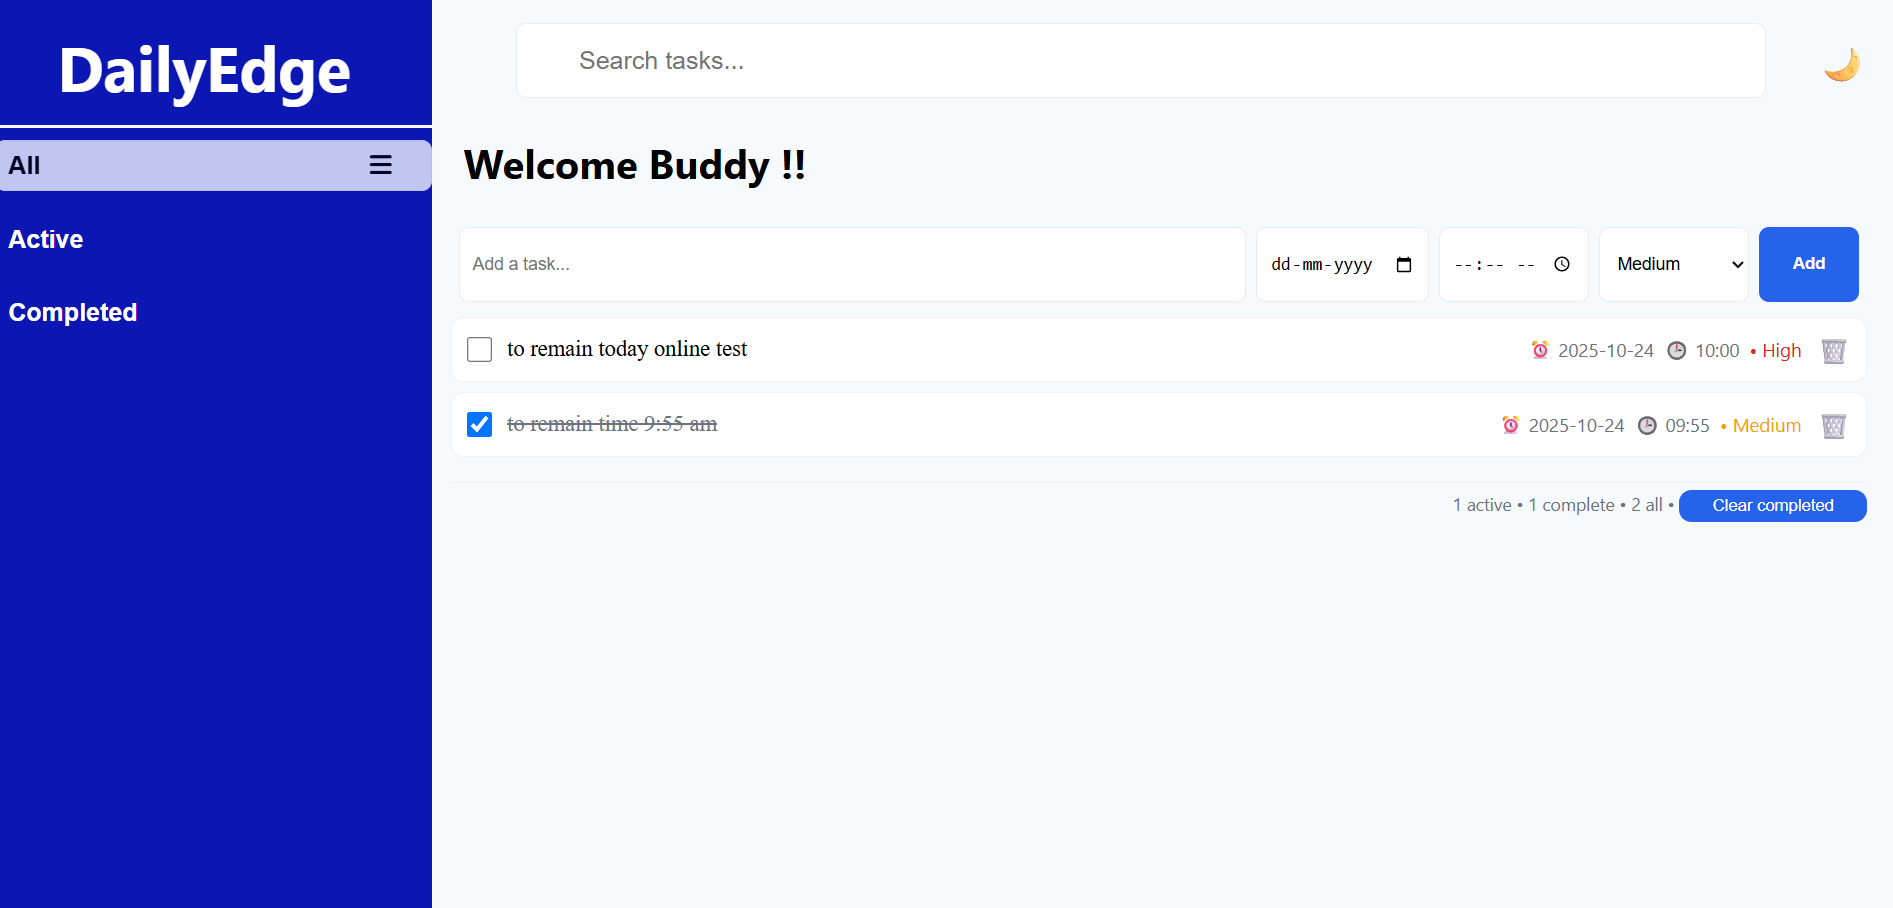 DailyEdge
All
Active
Completed
Search tasks...
Welcome Buddy !!
Add a task... dd-mm-yyyy --:-- -- Medium Add
to remain today online test 2025-10-24 10:00 • High
to remain time 9:55 am 2025-10-24 09:55 • Medium
1 active • 1 complete • 2 all • Clear completed